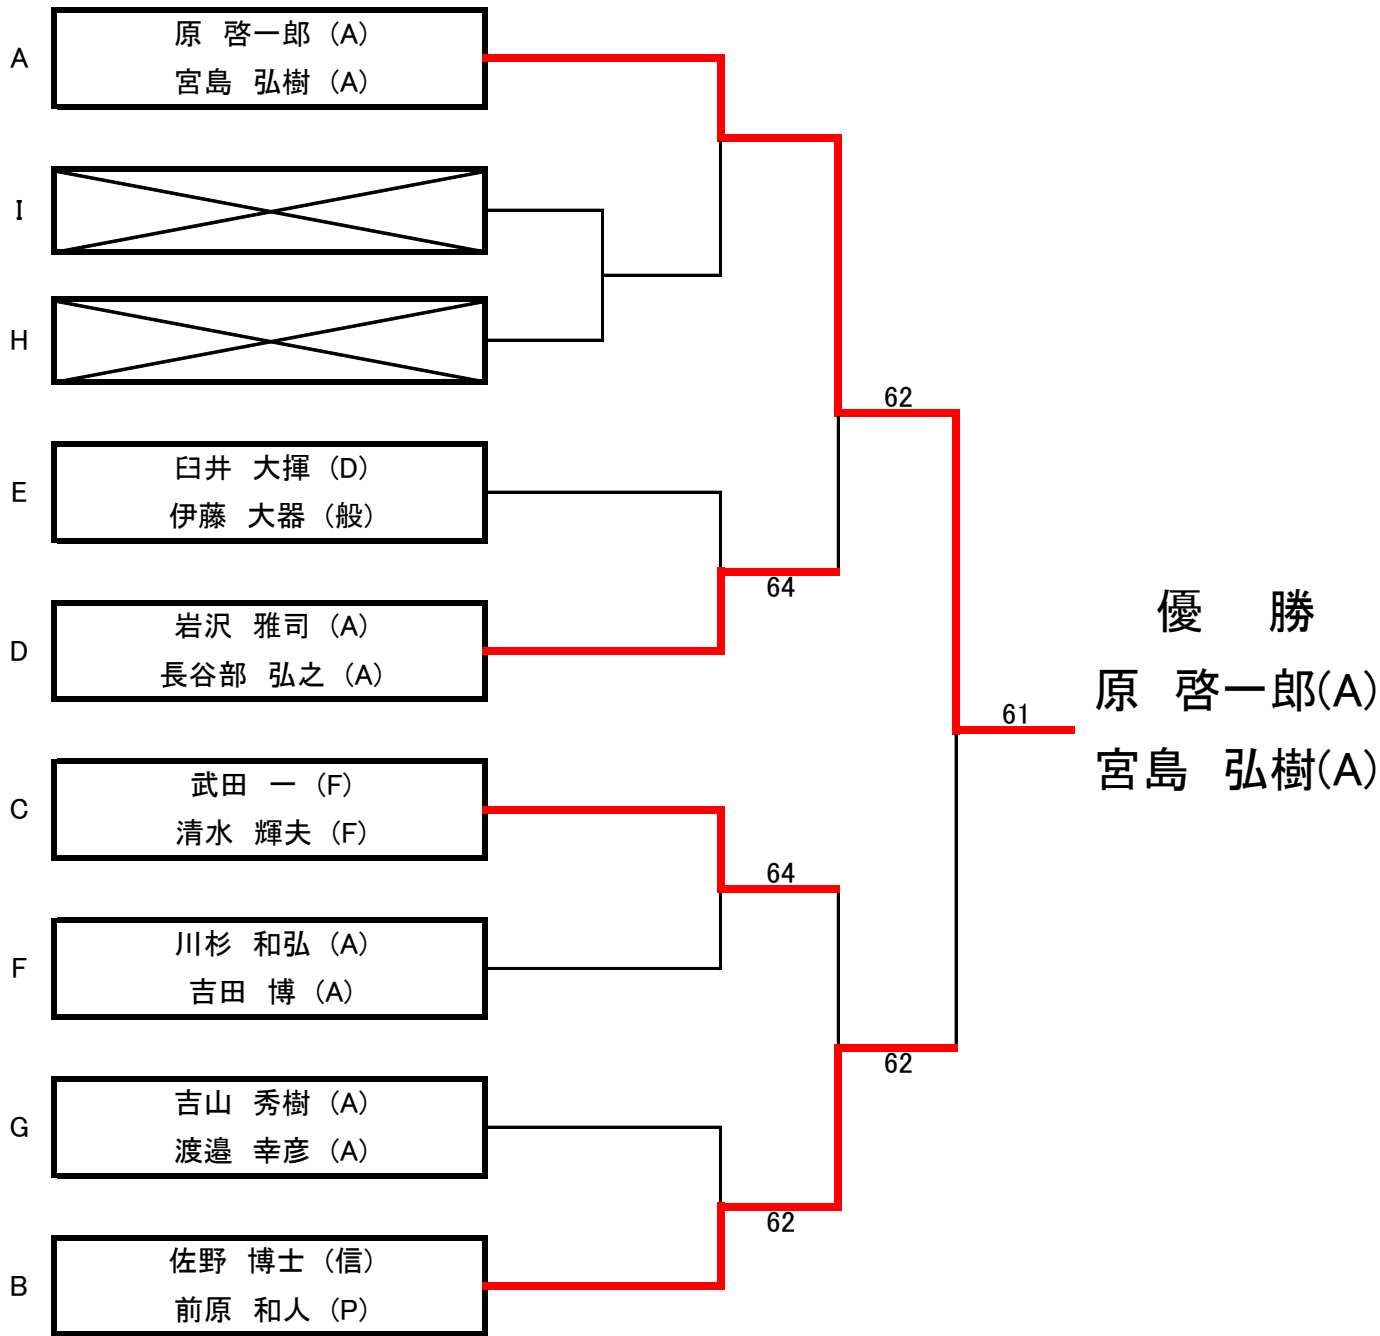 A
原　啓一郎 (A)
宮島　弘樹 (A)
I
H
62
E
臼井　大揮 (D)
伊藤　大器 (般)
64
D
岩沢　雅司 (A)
長谷部　弘之 (A)
優　勝
原　啓一郎(A)
宮島　弘樹(A)
61
C
武田　一 (F)
清水　輝夫 (F)
64
F
川杉　和弘 (A)
吉田　博 (A)
62
G
吉山　秀樹 (A)
渡邉　幸彦 (A)
62
B
佐野　博士 (信)
前原　和人 (P)